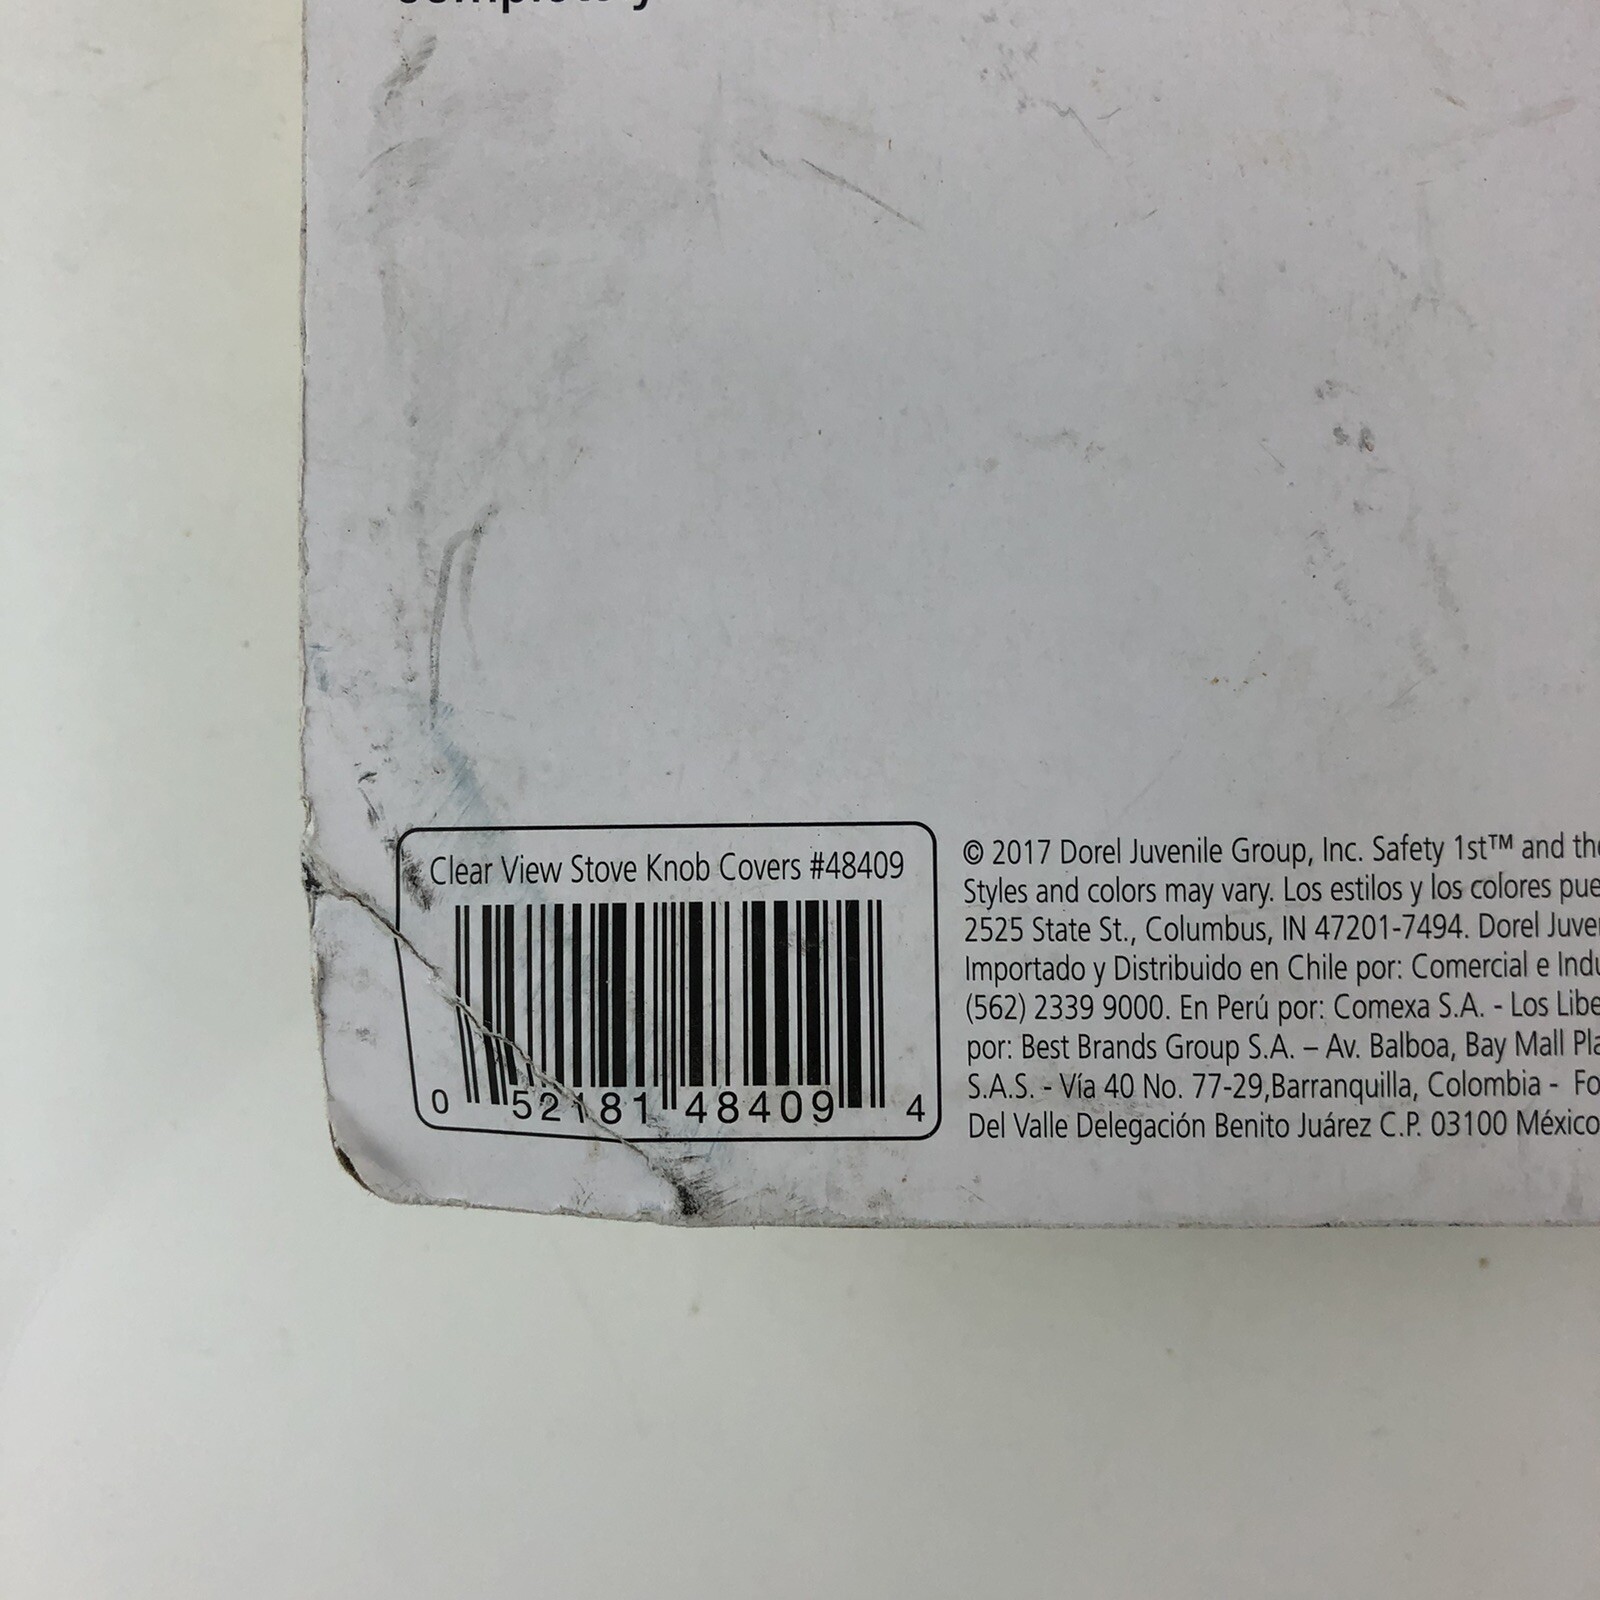 Clear View Stove Knob Covers #48409
0 52181 48409 4
© 2017 Dorel Juvenile Group, Inc. Safety 1st™ and the
Styles and colors may vary. Los estilos y los colores pue
2525 State St., Columbus, IN 47201-7494. Dorel Juve
Importado y Distribuido en Chile por: Comercial e Indu
(562) 2339 9000. En Perú por: Comexa S.A. - Los Libe
por: Best Brands Group S.A. – Av. Balboa, Bay Mall Pla
S.A.S. - Vía 40 No. 77-29,Barranquilla, Colombia - Fo
Del Valle Delegación Benito Juárez C.P. 03100 México